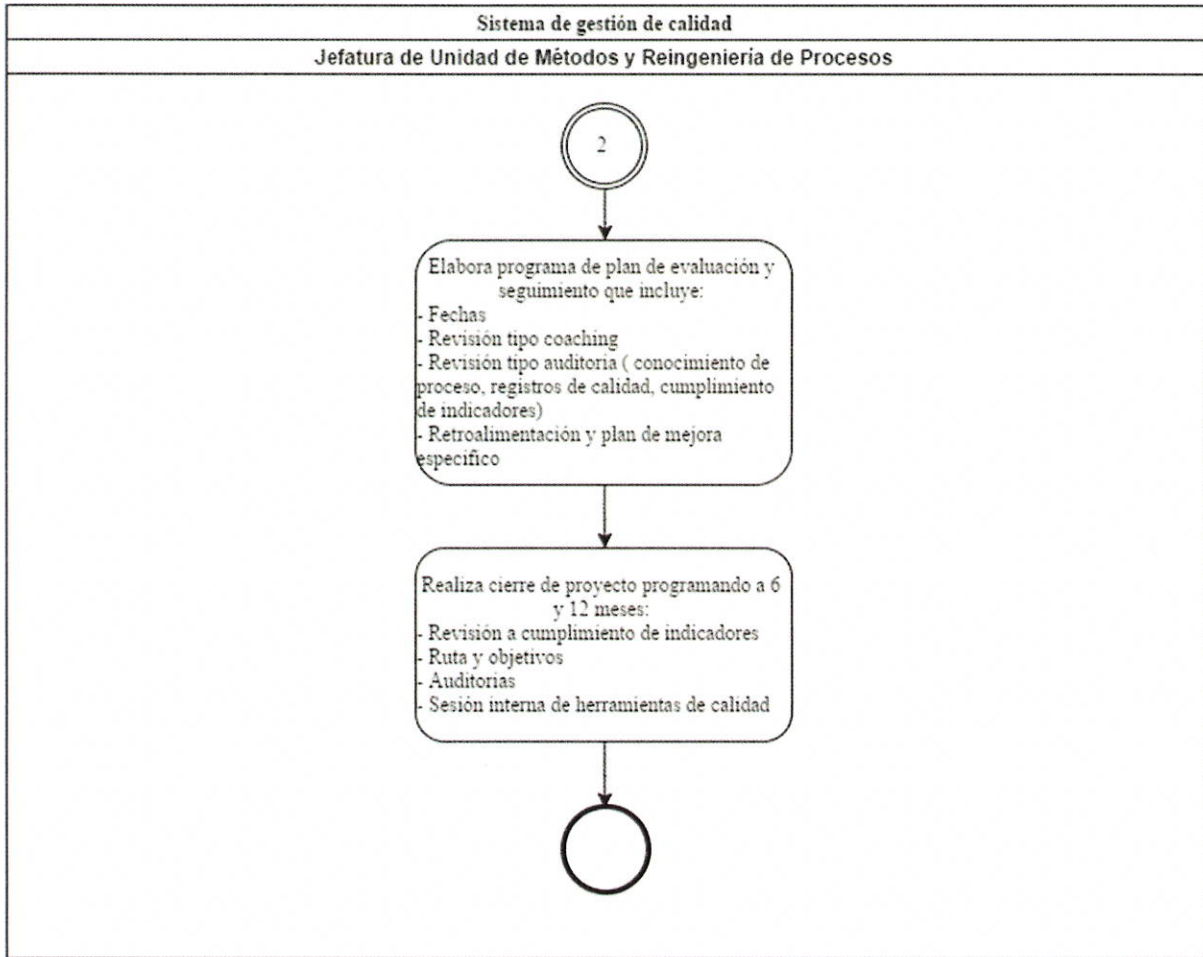 Sistema de gestión de calidad
Jefatura de Unidad de Métodos y Reingeniería de Procesos
2
Elabora programa de plan de evaluación y
seguimiento que incluye:
- Fechas
- Revisión tipo coaching
- Revisión tipo auditoria ( conocimiento de
proceso, registros de calidad, cumplimiento
de indicadores)
- Retroalimentación y plan de mejora
especifico
Realiza cierre de proyecto programando a 6
y 12 meses:
- Revisión a cumplimiento de indicadores
- Ruta y objetivos
- Auditorias
- Sesión interna de herramientas de calidad